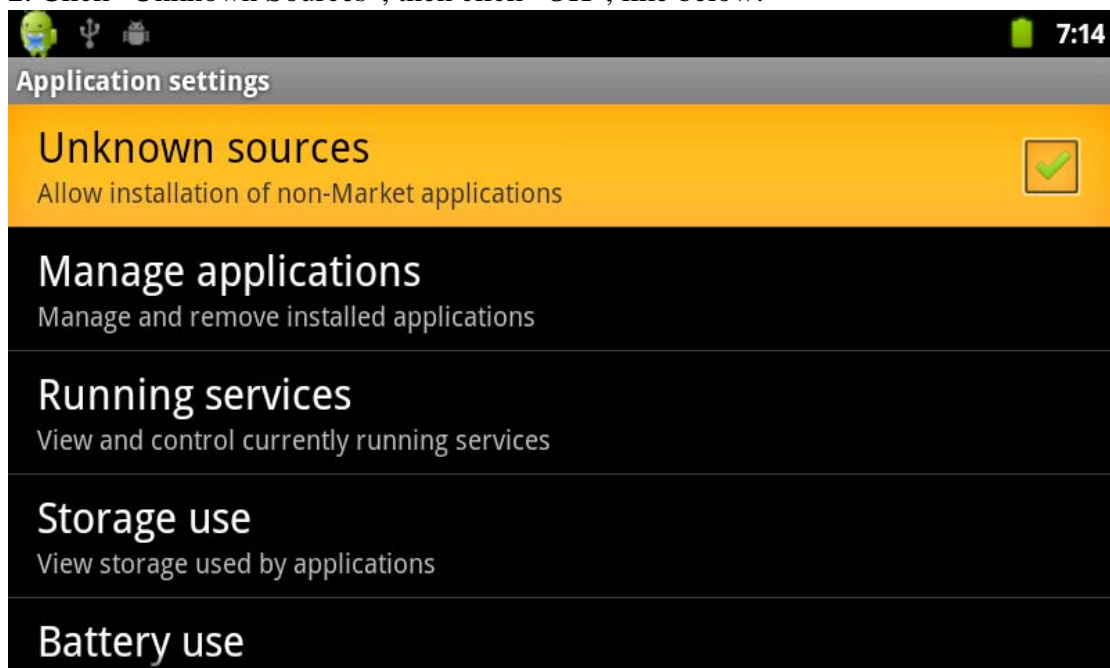 7:14
Application settings
Unknown sources
Allow installation of non-Market applications
Manage applications
Manage and remove installed applications
Running services
View and control currently running services
Storage use
View storage used by applications
Battery use